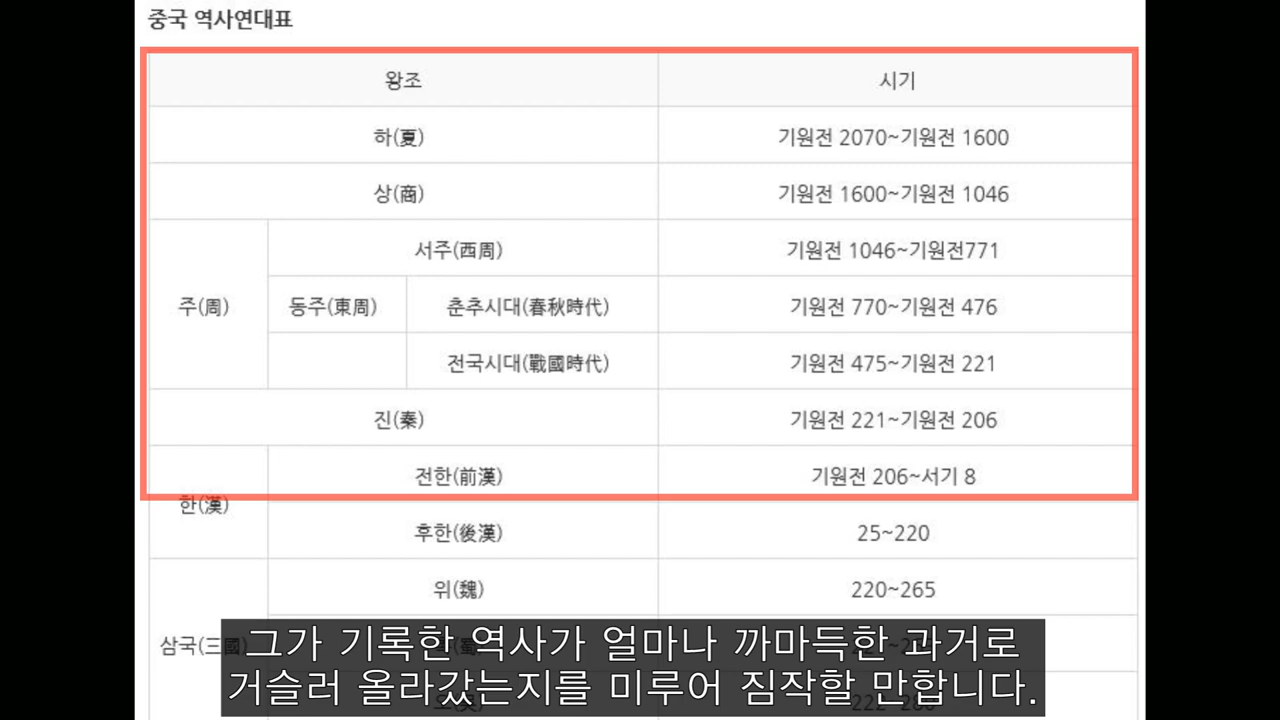 중국 역사연대표
왕조 시기
하(夏) 기원전 2070~기원전 1600
상(商) 기원전 1600~기원전 1046
주(周) 서주(西周) 기원전 1046~기원전771
동주(東周) 춘추시대(春秋時代) 기원전 770~기원전 476
전국시대(戰國時代) 기원전 475~기원전 221
진(秦) 기원전 221~기원전 206
한(漢) 전한(前漢) 기원전 206~서기 8
후한(後漢) 25~220
삼국(三國) 위(魏) 220~265
그가 기록한 역사가 얼마나 까마득한 과거로
거슬러 올라갔는지를 미루어 짐작할 만합니다.